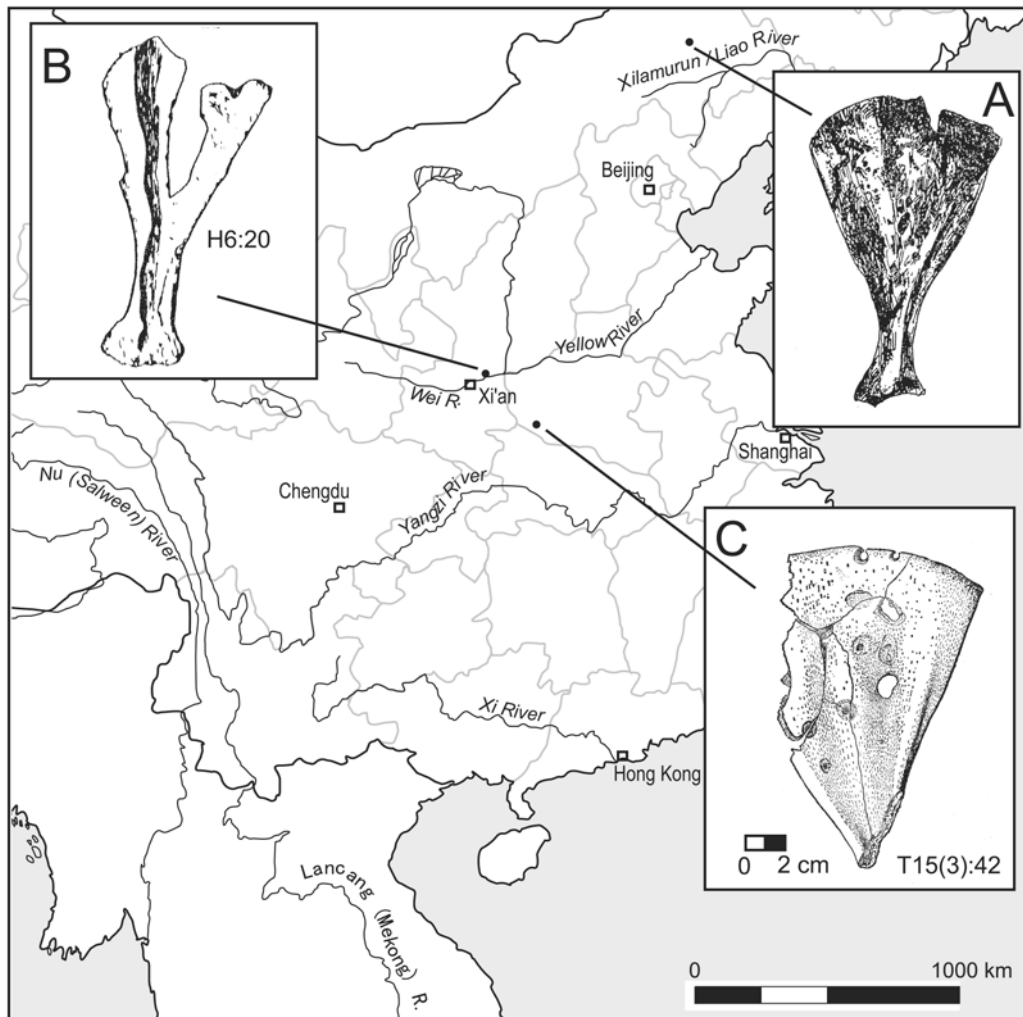 B
H6:20
Xilamurun / Liao River
A
Beijing
Yellow River
Wei R.
Xi'an
Shanghai
Nu (Salween) River
Chengdu
Yangzi River
C
Xi River
Hong Kong
0 2 cm
T15(3):42
Lancang (Mekong) R.
0 1000 km